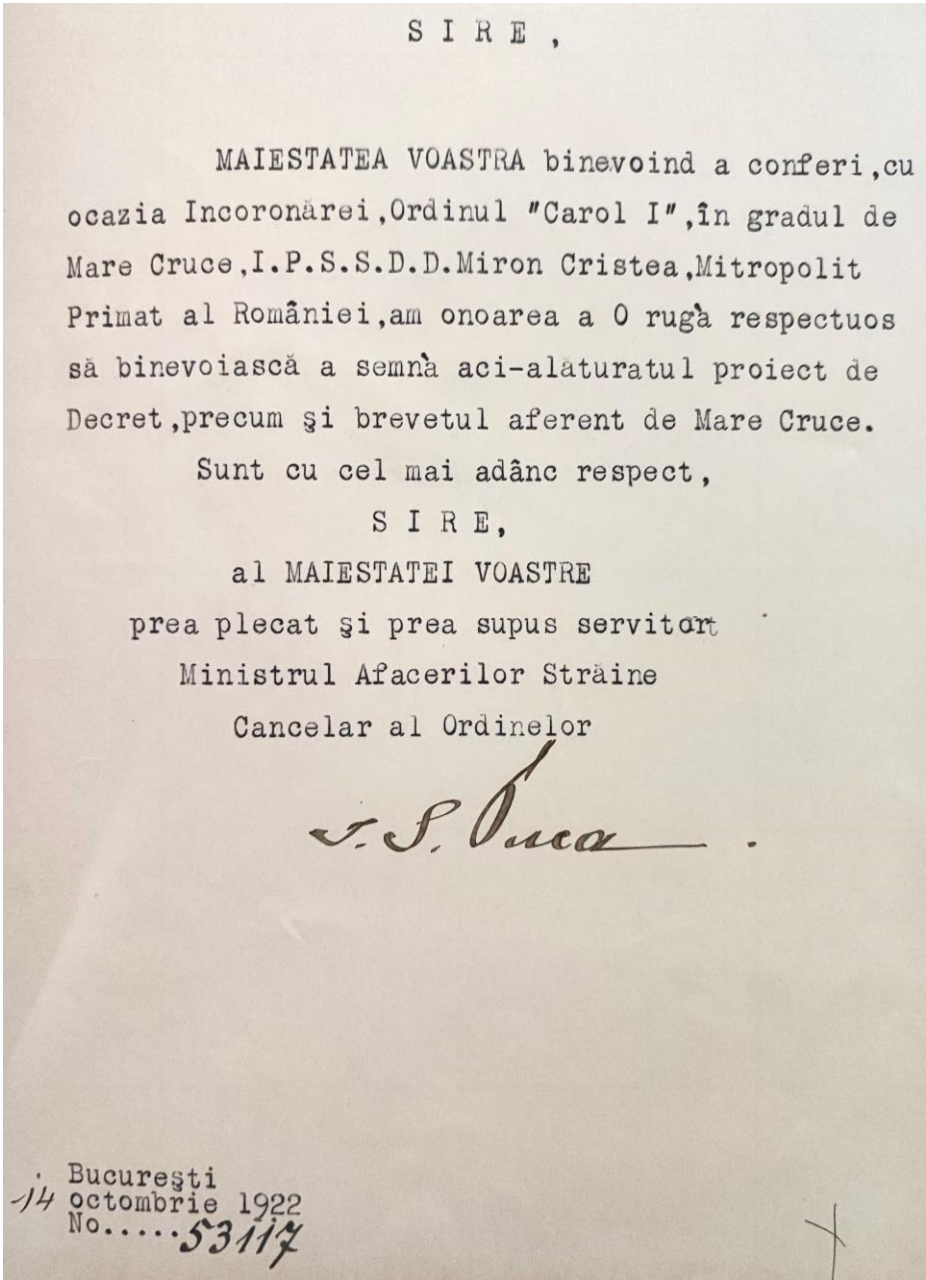 S I R E ,
MAIESTATEA VOASTRA binevoind a conferi,cu
ocazia Incoronărei,Ordinul "Carol I",în gradul de
Mare Cruce,I.P.S.S.D.D.Miron Cristea,Mitropolit
Primat al României,am onoarea a O rugà respectuos
să binevoiască a semnà aci-alăturatul proiect de
Decret,precum şi brevetul aferent de Mare Cruce.
Sunt cu cel mai adânc respect,
S I R E,
al MAIESTATEI VOASTRE
prea plecat şi prea supus servitor
Ministrul Afacerilor Străine
Cancelar al Ordinelor
I. G. Duca
Bucureşti
14 octombrie 1922
No.....53117